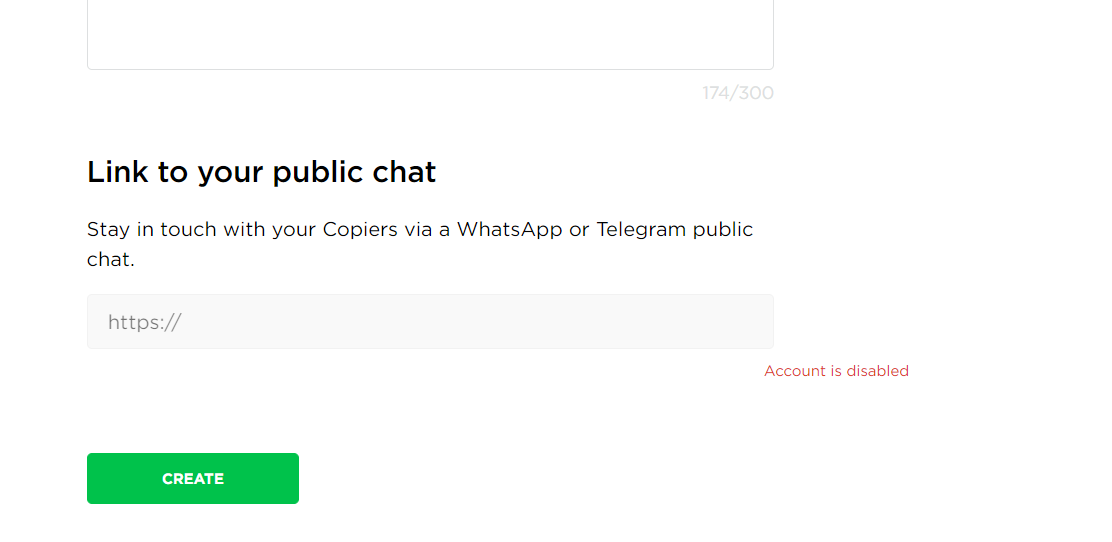 174/300
Link to your public chat
Stay in touch with your Copiers via a WhatsApp or Telegram public
chat.
https://
Account is disabled
CREATE